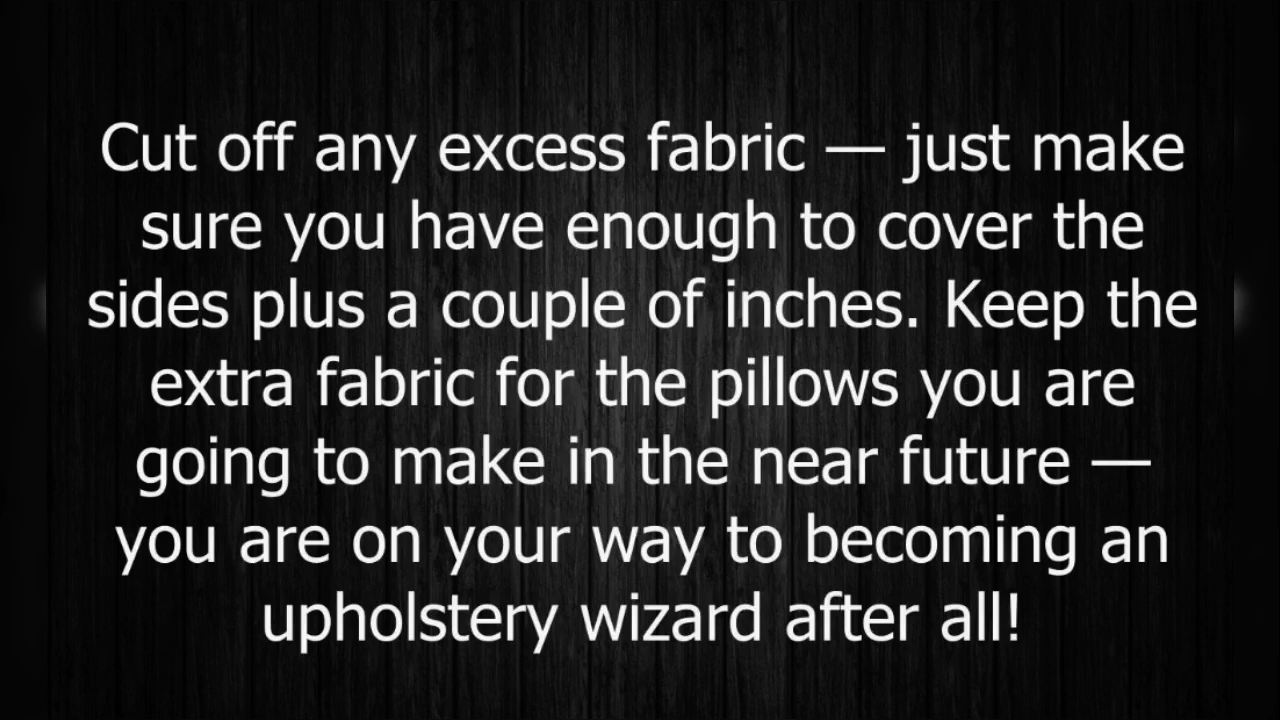 Cut off any excess fabric — just make
sure you have enough to cover the
sides plus a couple of inches. Keep the
extra fabric for the pillows you are
going to make in the near future —
you are on your way to becoming an
upholstery wizard after all!